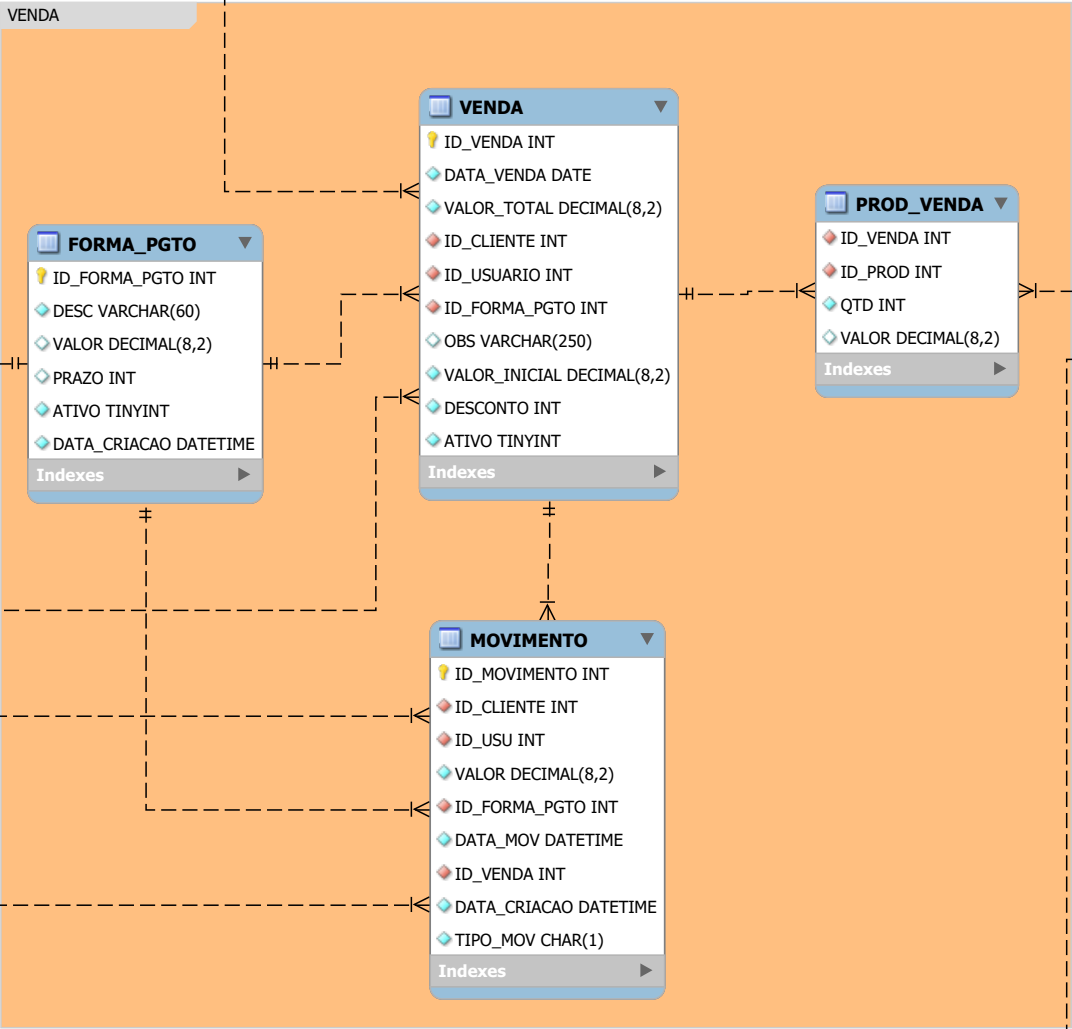 VENDA
VENDA
ID_VENDA INT
DATA_VENDA DATE
VALOR_TOTAL DECIMAL(8,2)
ID_CLIENTE INT
ID_USUARIO INT
ID_FORMA_PGTO INT
OBS VARCHAR(250)
VALOR_INICIAL DECIMAL(8,2)
DESCONTO INT
ATIVO TINYINT
Indexes
PROD_VENDA
ID_VENDA INT
ID_PROD INT
QTD INT
VALOR DECIMAL(8,2)
Indexes
FORMA_PGTO
ID_FORMA_PGTO INT
DESC VARCHAR(60)
VALOR DECIMAL(8,2)
PRAZO INT
ATIVO TINYINT
DATA_CRIACAO DATETIME
Indexes
MOVIMENTO
ID_MOVIMENTO INT
ID_CLIENTE INT
ID_USU INT
VALOR DECIMAL(8,2)
ID_FORMA_PGTO INT
DATA_MOV DATETIME
ID_VENDA INT
DATA_CRIACAO DATETIME
TIPO_MOV CHAR(1)
Indexes